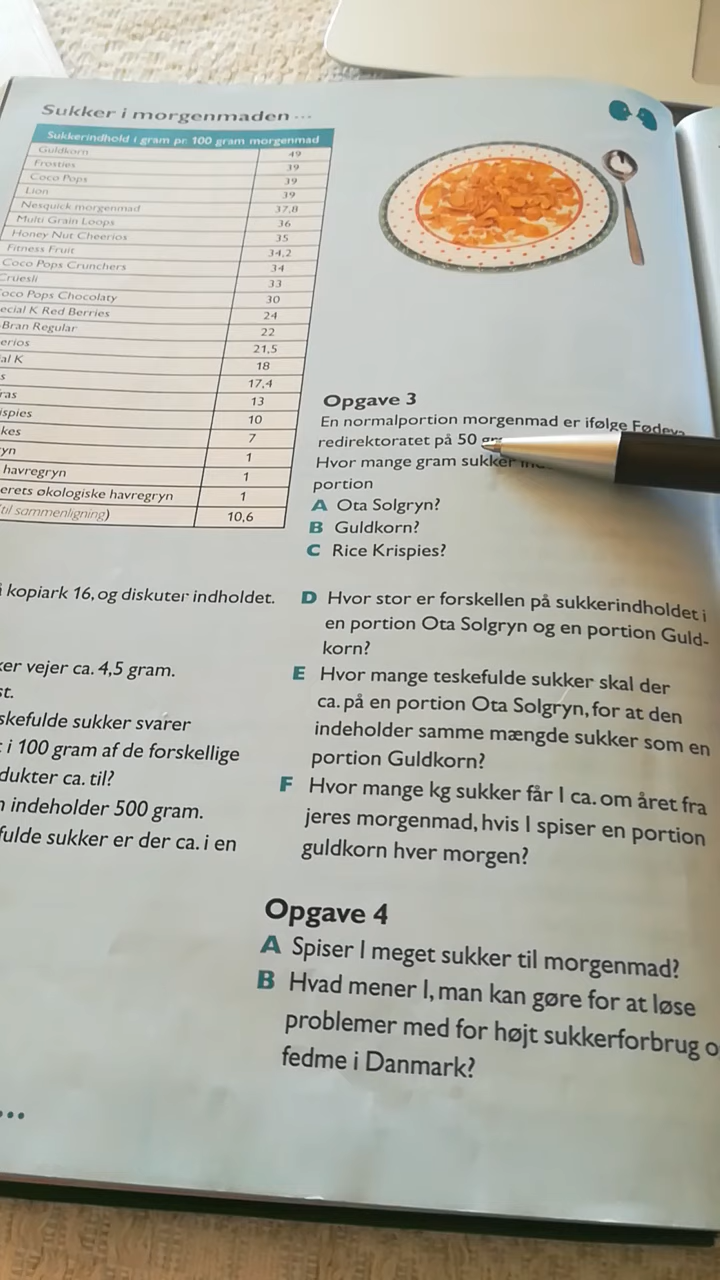 Sukker i morgenmaden ...
Sukkerindhold i gram pr. 100 gram morgenmad
Guldkorn 49
Frosties 39
Coco Pops 39
Lion 39
Nesquick morgenmad 37,8
Multi Grain Loops 36
Honey Nut Cheerios 35
Fitness Fruit 34,2
Coco Pops Crunchers 34
Crüesli 33
oco Pops Chocolaty 30
ecial K Red Berries 24
-Bran Regular 22
erios 21,5
al K 18
s 17,4
ras 13
ispies 10
kes 7
yn 1
havregryn 1
erets økologiske havregryn 1
til sammenligning) 10,6
kopiark 16, og diskuter indholdet.
er vejer ca. 4,5 gram.
st.
skefulde sukker svarer
i 100 gram af de forskellige
dukter ca. til?
n indeholder 500 gram.
fulde sukker er der ca. i en
...
Opgave 3
En normalportion morgenmad er ifølge Fødeva
redirektoratet på 50
Hvor mange gram sukker
portion
A Ota Solgryn?
B Guldkorn?
C Rice Krispies?
D Hvor stor er forskellen på sukkerindholdet i
en portion Ota Solgryn og en portion Guld-
korn?
E Hvor mange teskefulde sukker skal der
ca. på en portion Ota Solgryn, for at den
indeholder samme mængde sukker som en
portion Guldkorn?
F Hvor mange kg sukker får I ca. om året fra
jeres morgenmad, hvis I spiser en portion
guldkorn hver morgen?
Opgave 4
A Spiser I meget sukker til morgenmad?
B Hvad mener I, man kan gøre for at løse
problemer med for højt sukkerforbrug o
fedme i Danmark?